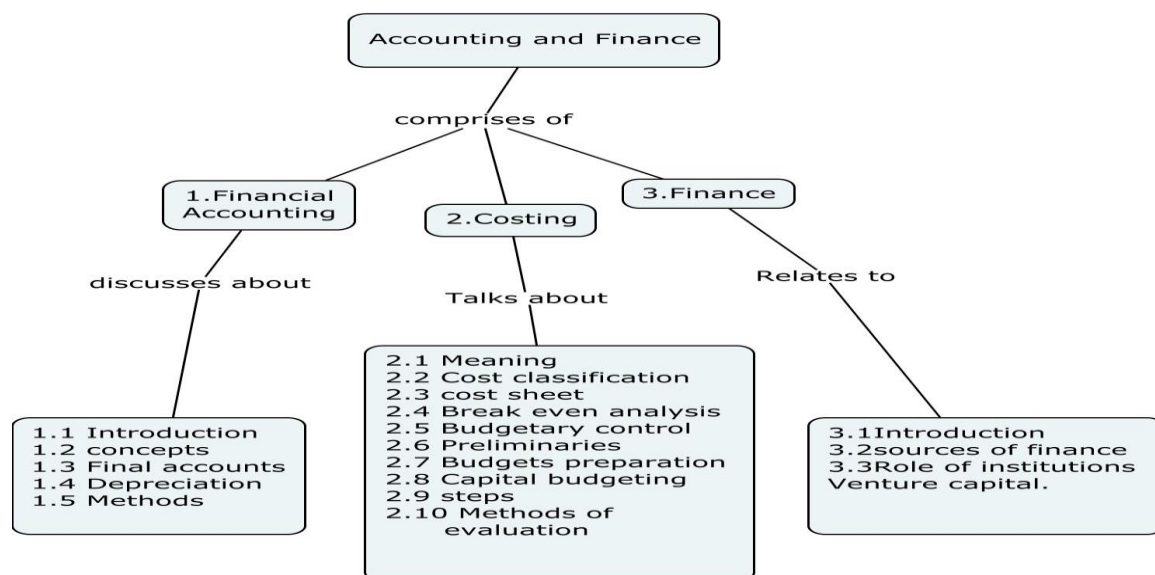 Accounting and Finance
comprises of
1.Financial
Accounting
2.Costing
3.Finance
discusses about
Talks about
Relates to
1.1 Introduction
1.2 concepts
1.3 Final accounts
1.4 Depreciation
1.5 Methods
2.1 Meaning
2.2 Cost classification
2.3 cost sheet
2.4 Break even analysis
2.5 Budgetary control
2.6 Preliminaries
2.7 Budgets preparation
2.8 Capital budgeting
2.9 steps
2.10 Methods of
evaluation
3.1Introduction
3.2sources of finance
3.3Role of institutions
Venture capital.